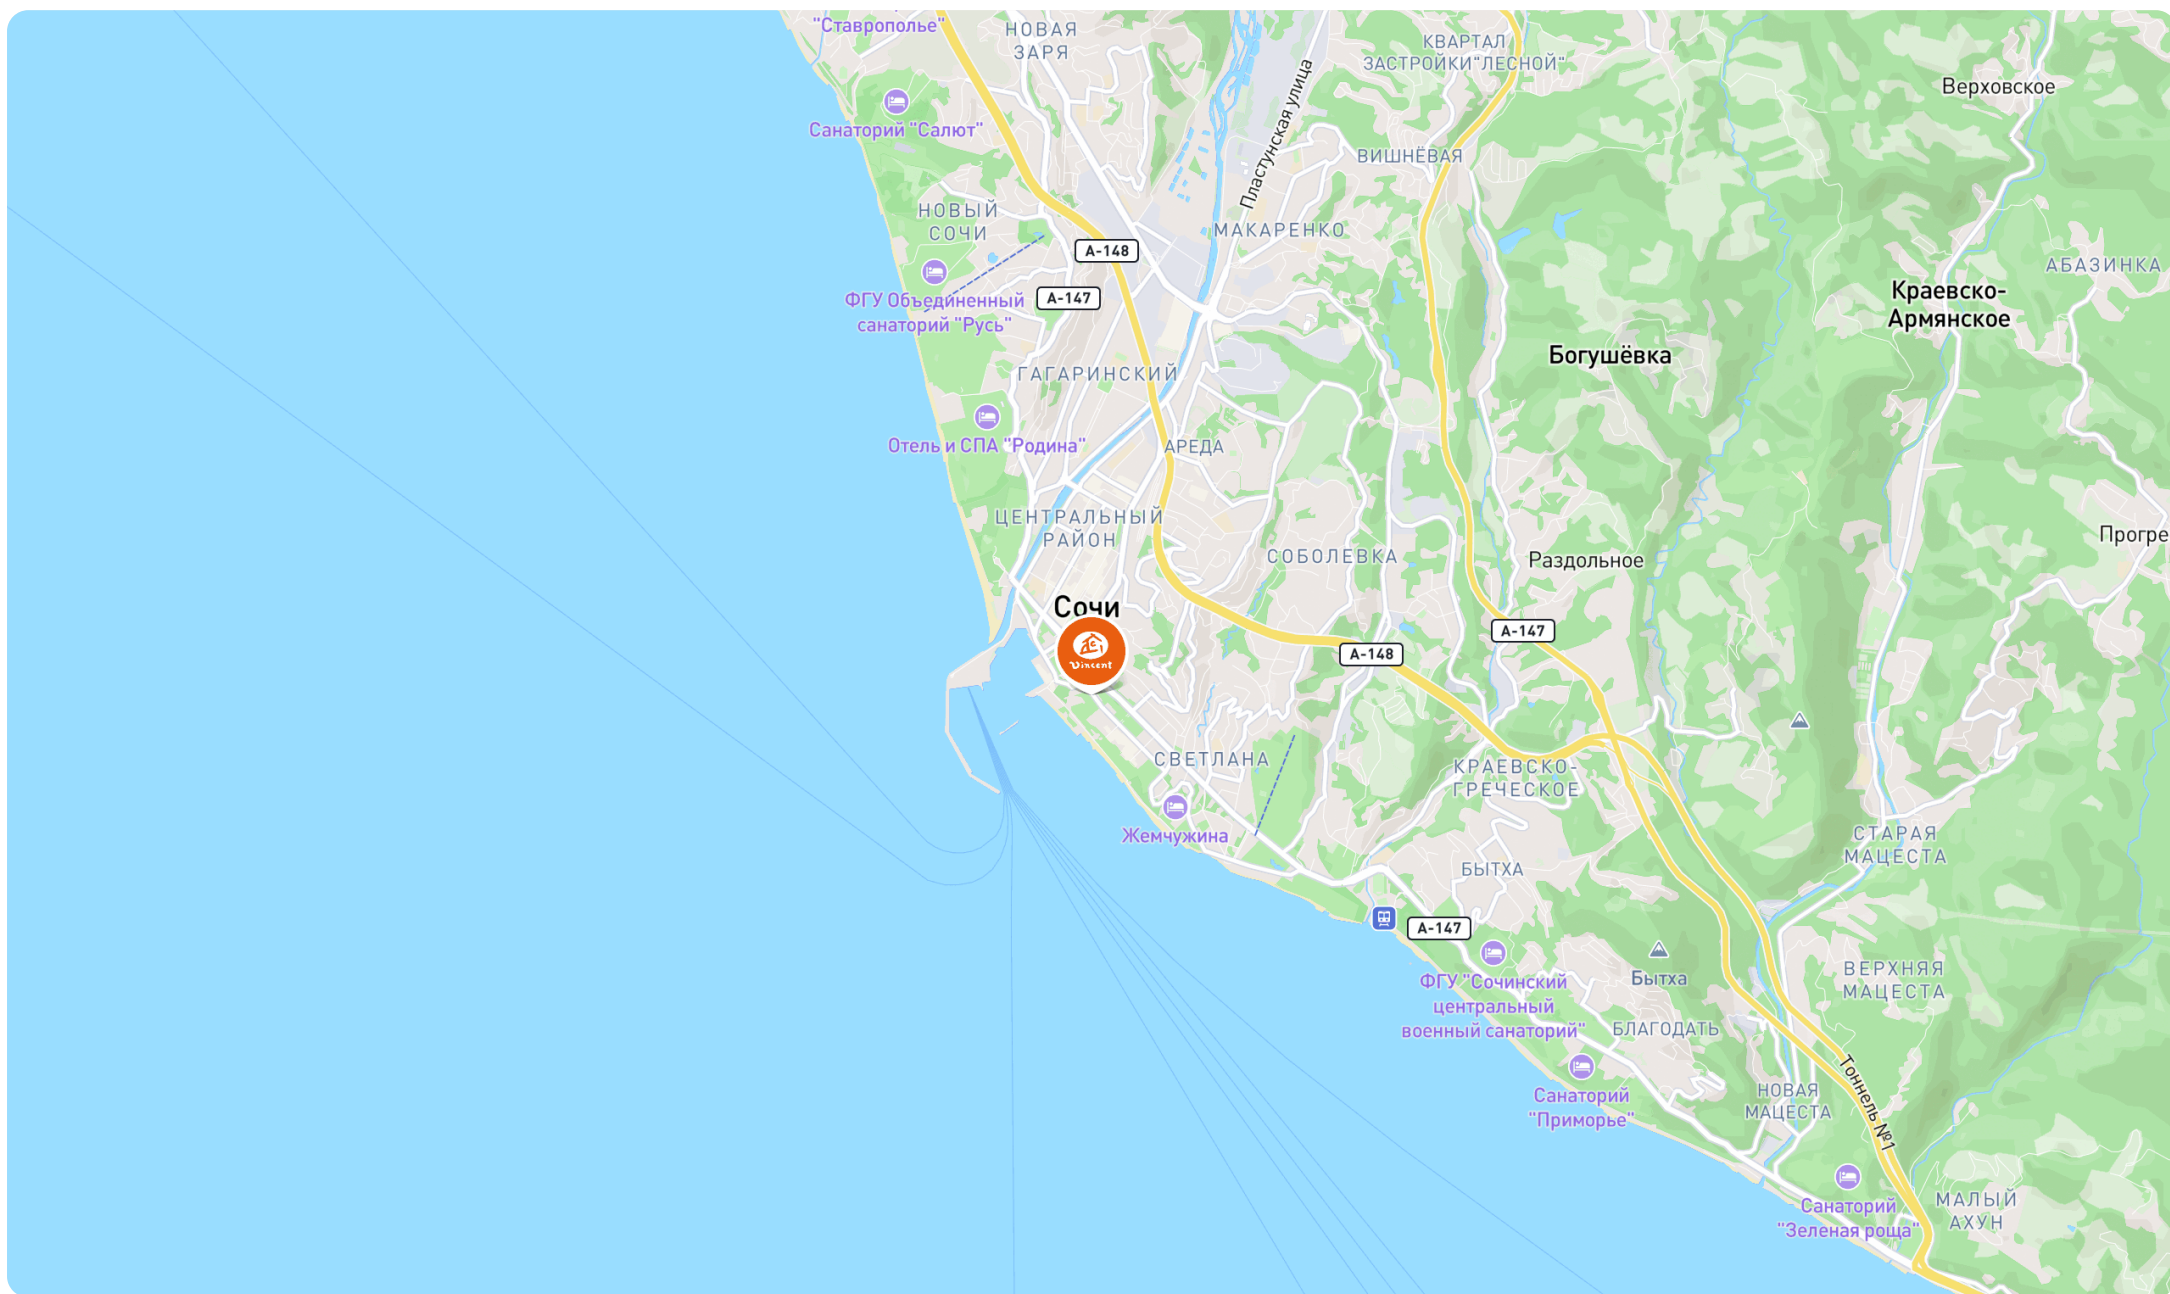 "Ставрополье"
НОВАЯ
ЗАРЯ
КВАРТАЛ
ЗАСТРОЙКИ"ЛЕСНОЙ"
Пластунская улица
Верховское
Санаторий "Салют"
ВИШНЁВАЯ
НОВЫЙ
СОЧИ
МАКАРЕНКО
A-148
АБАЗИНКА
ФГУ Объединенный
санаторий "Русь"
A-147
Краевско-
Армянское
Богушёвка
ГАГАРИНСКИЙ
Отель и СПА "Родина"
АРЕДА
ЦЕНТРАЛЬНЫЙ
РАЙОН
СОБОЛЕВКА
Раздольное
Прогре
Сочи
Vincent
A-147
A-148
СВЕТЛАНА
КРАЕВСКО-
ГРЕЧЕСКОЕ
Жемчужина
СТАРАЯ
МАЦЕСТА
БЫТХА
A-147
ФГУ "Сочинский
центральный
военный санаторий"
Бытха
ВЕРХНЯЯ
МАЦЕСТА
БЛАГОДАТЬ
Санаторий
"Приморье"
НОВАЯ
МАЦЕСТА
Тоннель №1
Санаторий
"Зеленая роща"
МАЛЫЙ
АХУН